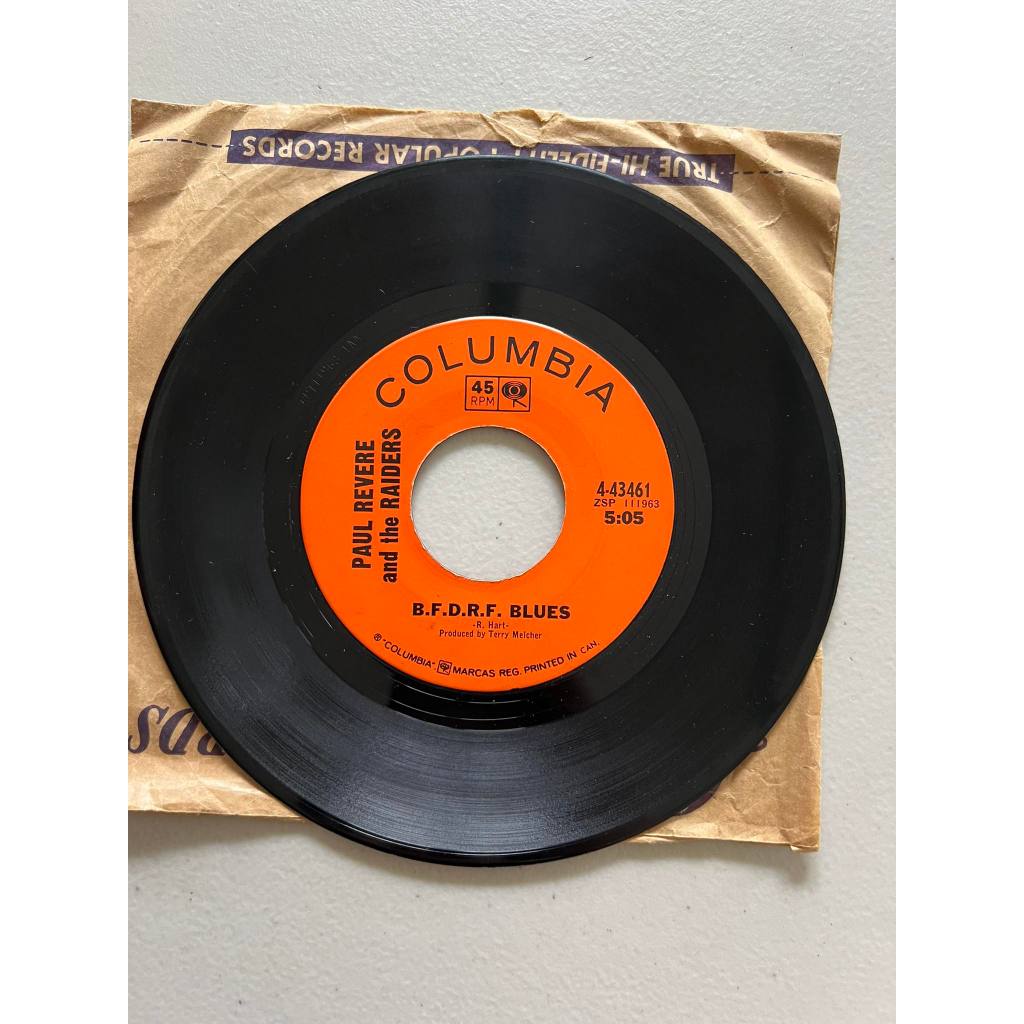 TRUE HI-FIDELITY POPULAR RECORDS
COLUMBIA
45
RPM
PAUL REVERE
and the RAIDERS
4-43461
ZSP 111963
5:05
B.F.D.R.F. BLUES
-R. Hart-
Produced by Terry Melcher
℗ "COLUMBIA" MARCAS REG. PRINTED IN CAN.